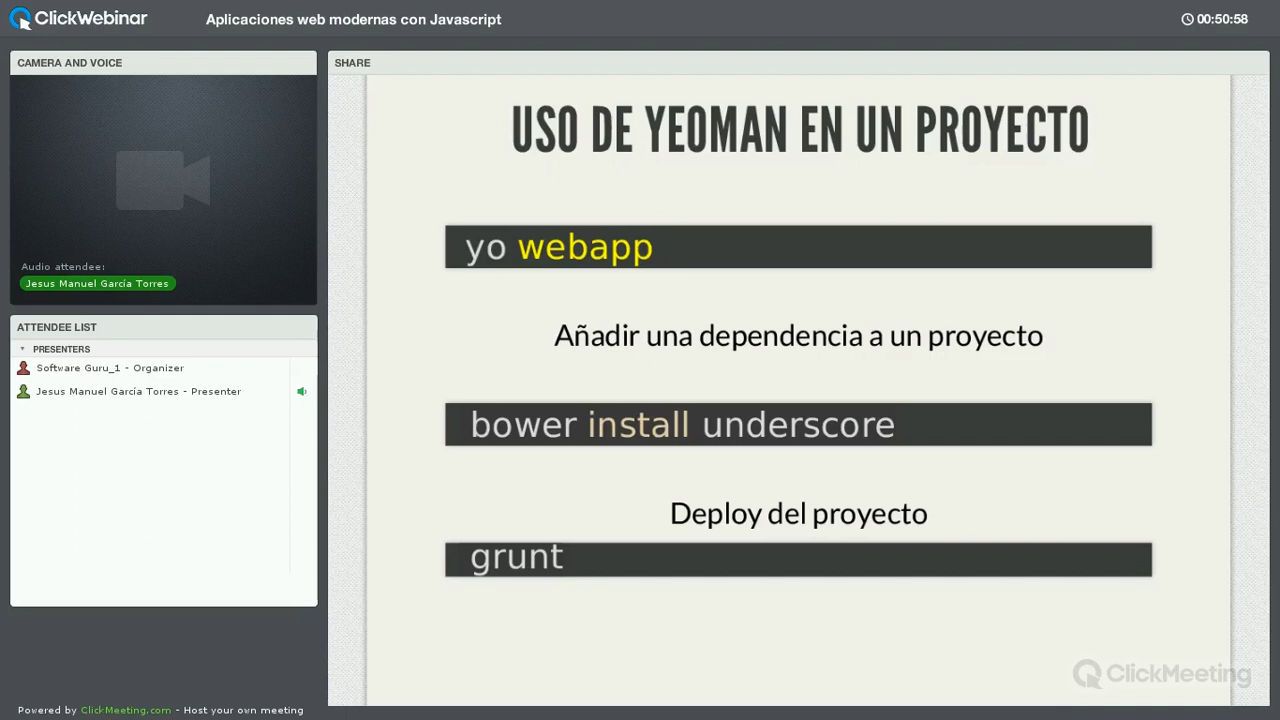 ClickWebinar
Aplicaciones web modernas con Javascript
00:50:58
CAMERA AND VOICE
Audio attendee:
Jesus Manuel García Torres
ATTENDEE LIST
PRESENTERS
Software Guru_1 - Organizer
Jesus Manuel García Torres - Presenter
SHARE
USO DE YEOMAN EN UN PROYECTO
yo webapp
Añadir una dependencia a un proyecto
bower install underscore
Deploy del proyecto
grunt
ClickMeeting
Powered by ClickMeeting.com - Host your own meeting